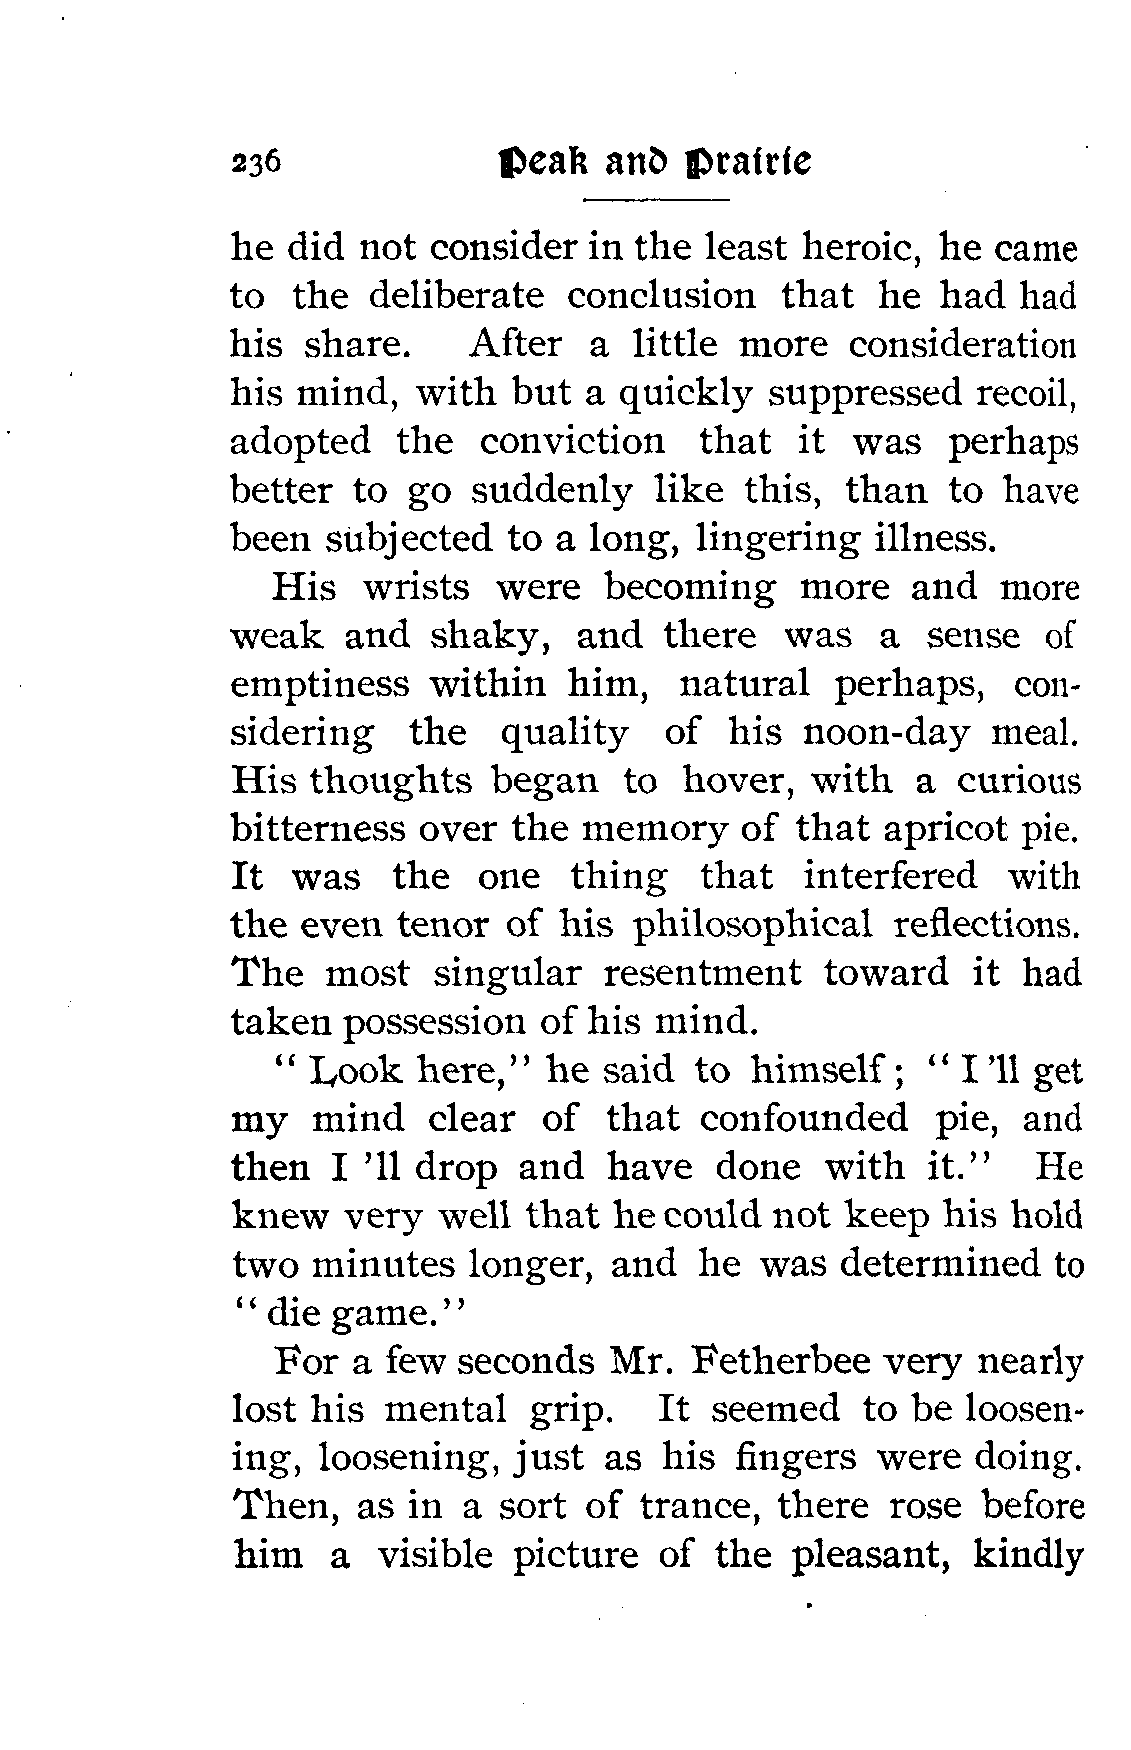 236 Peak and Prairie
he did not consider in the least heroic, he came
to the deliberate conclusion that he had had
his share. After a little more consideration
his mind, with but a quickly suppressed recoil,
adopted the conviction that it was perhaps
better to go suddenly like this, than to have
been subjected to a long, lingering illness.
His wrists were becoming more and more
weak and shaky, and there was a sense of
emptiness within him, natural perhaps, con-
sidering the quality of his noon-day meal.
His thoughts began to hover, with a curious
bitterness over the memory of that apricot pie.
It was the one thing that interfered with
the even tenor of his philosophical reflections.
The most singular resentment toward it had
taken possession of his mind.
" Look here," he said to himself ; " I 'll get
my mind clear of that confounded pie, and
then I 'll drop and have done with it." He
knew very well that he could not keep his hold
two minutes longer, and he was determined to
" die game."
For a few seconds Mr. Fetherbee very nearly
lost his mental grip. It seemed to be loosen-
ing, loosening, just as his fingers were doing.
Then, as in a sort of trance, there rose before
him a visible picture of the pleasant, kindly